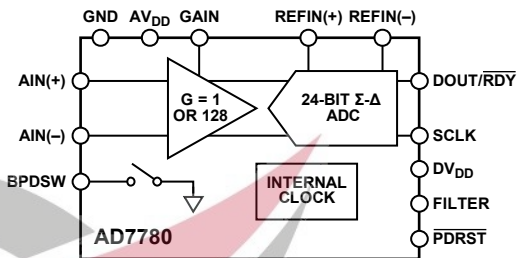 GND AVDD GAIN REFIN(+) REFIN(–)
AIN(+)
G = 1
OR 128
24-BIT Σ-Δ
ADC
DOUT/RDY
AIN(–)
SCLK
BPDSW
INTERNAL
CLOCK
DVDD
FILTER
AD7780
PDRST